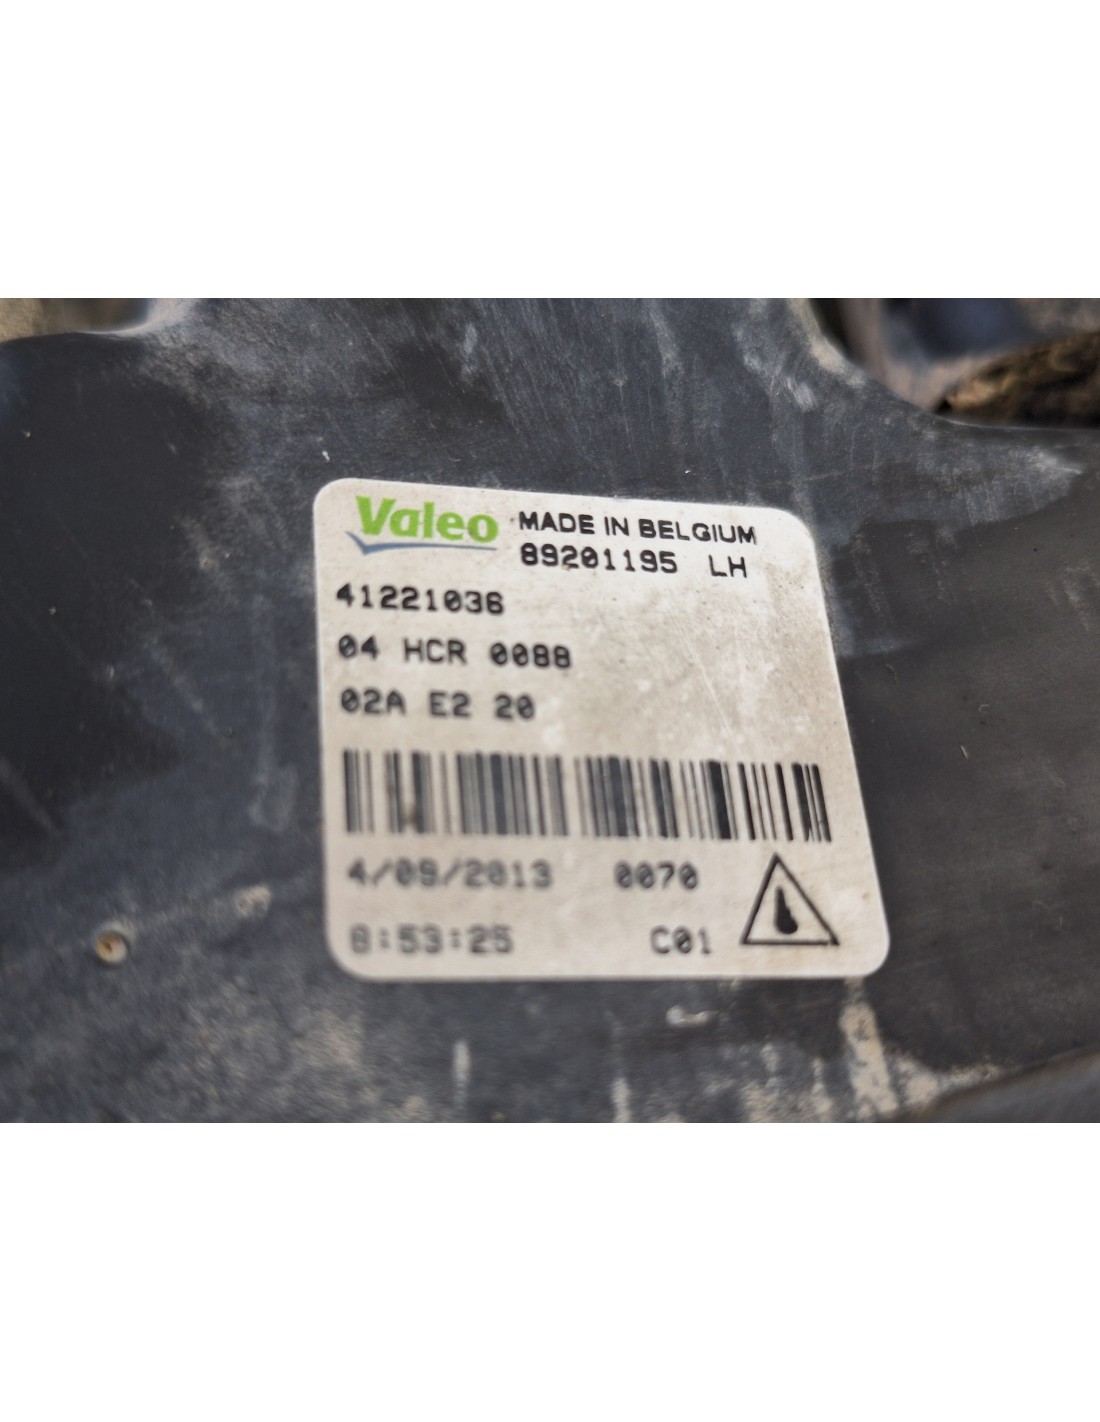 Valeo MADE IN BELGIUM
89201195 LH
41221036
04 HCR 0088
02A E2 20
4/09/2013 0070
8:53:25 C01